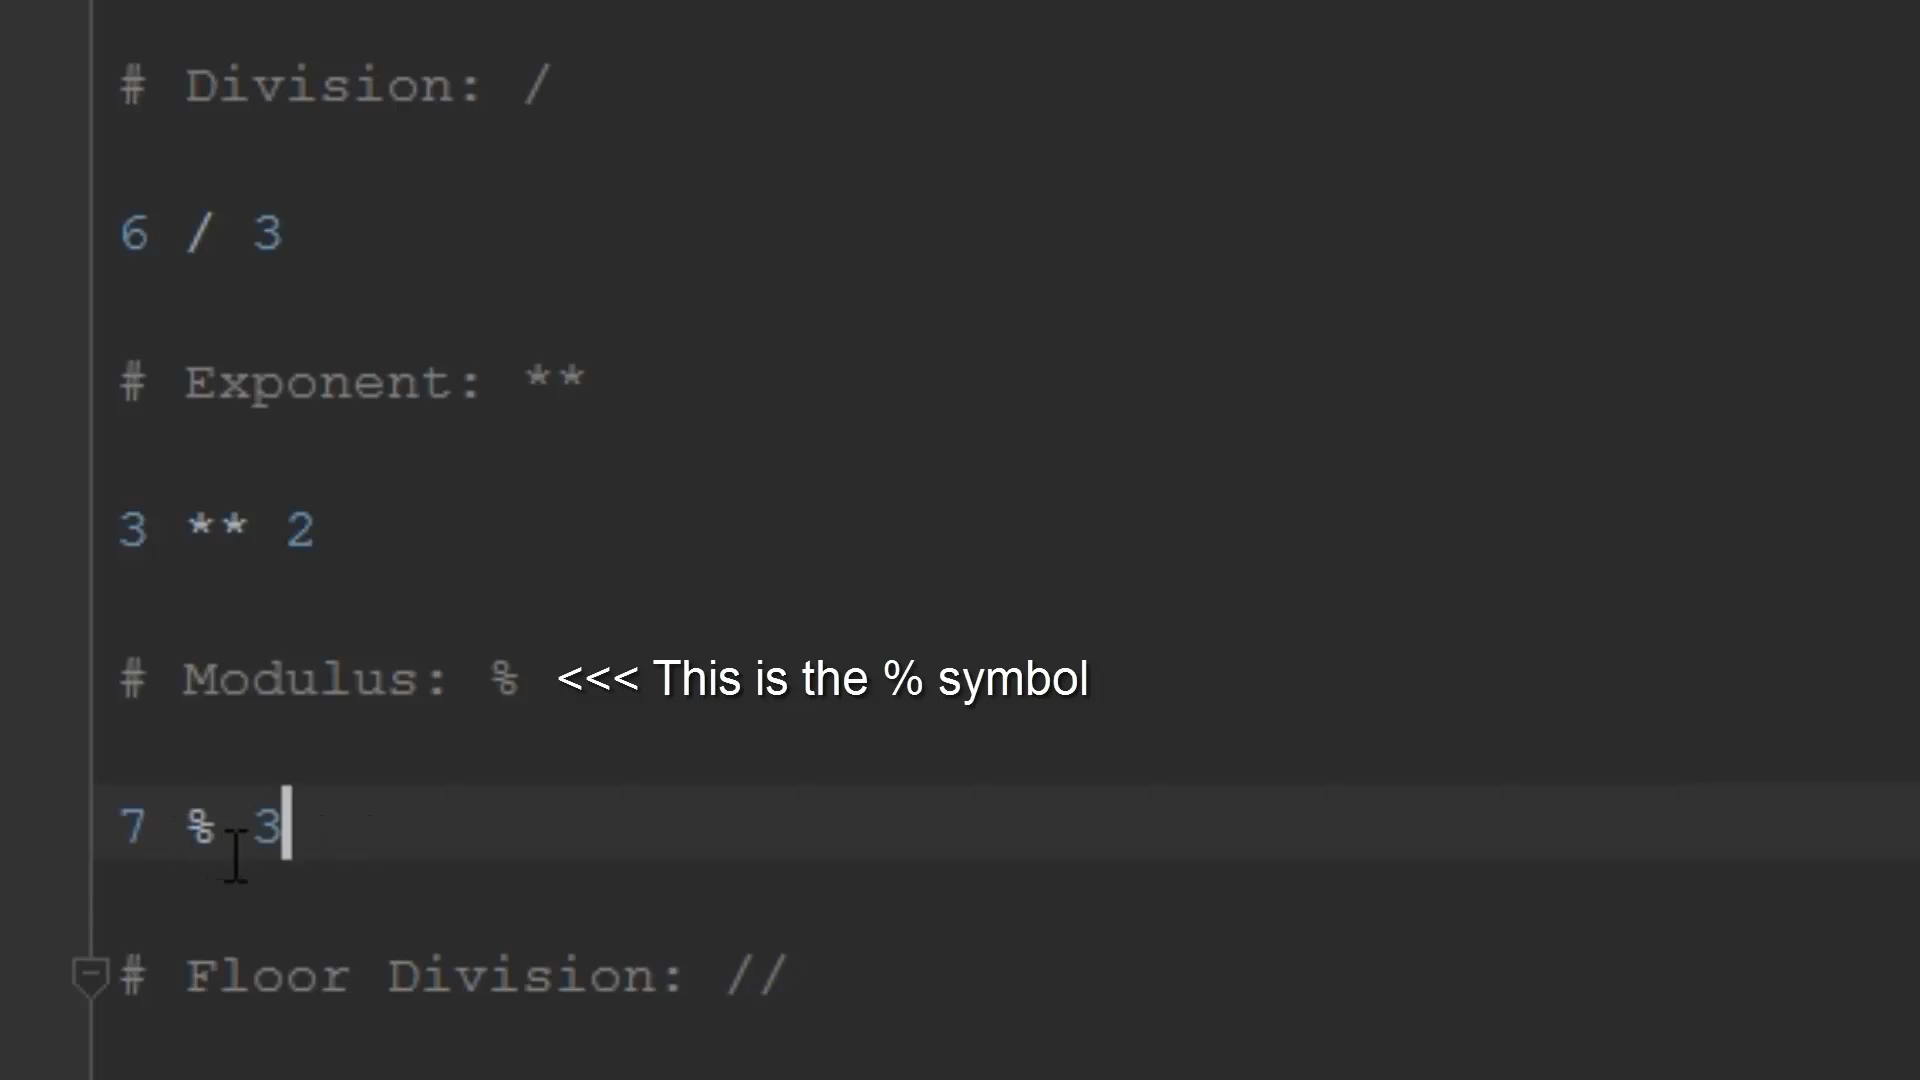 # Division: /
6 / 3
# Exponent: **
3 ** 2
# Modulus: % <<< This is the % symbol
7 % 3
# Floor Division: //